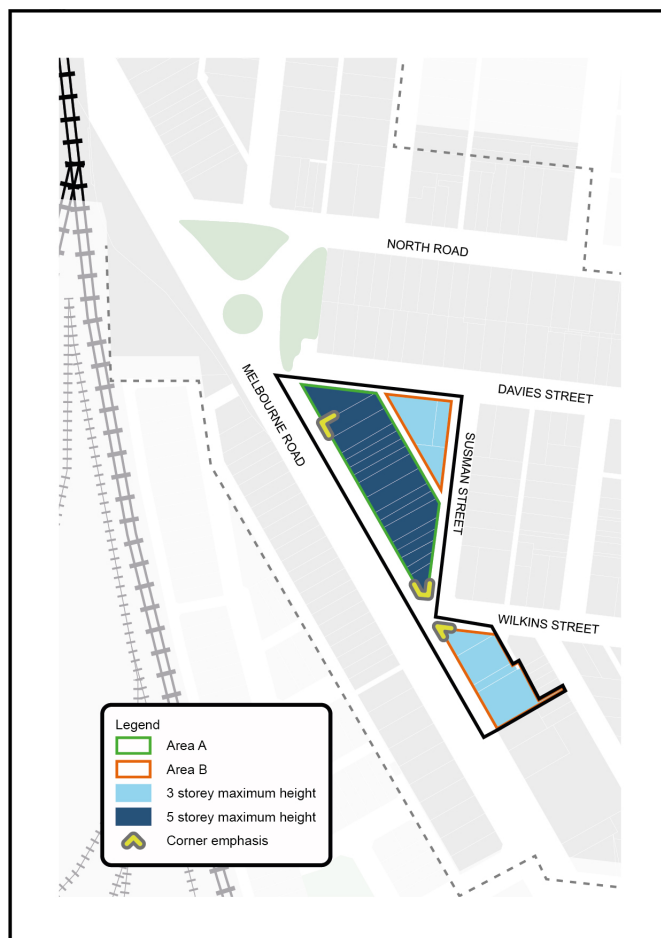 NORTH ROAD
MELBOURNE ROAD
DAVIES STREET
SUSMAN STREET
WILKINS STREET
Legend
Area A
Area B
3 storey maximum height
5 storey maximum height
Corner emphasis